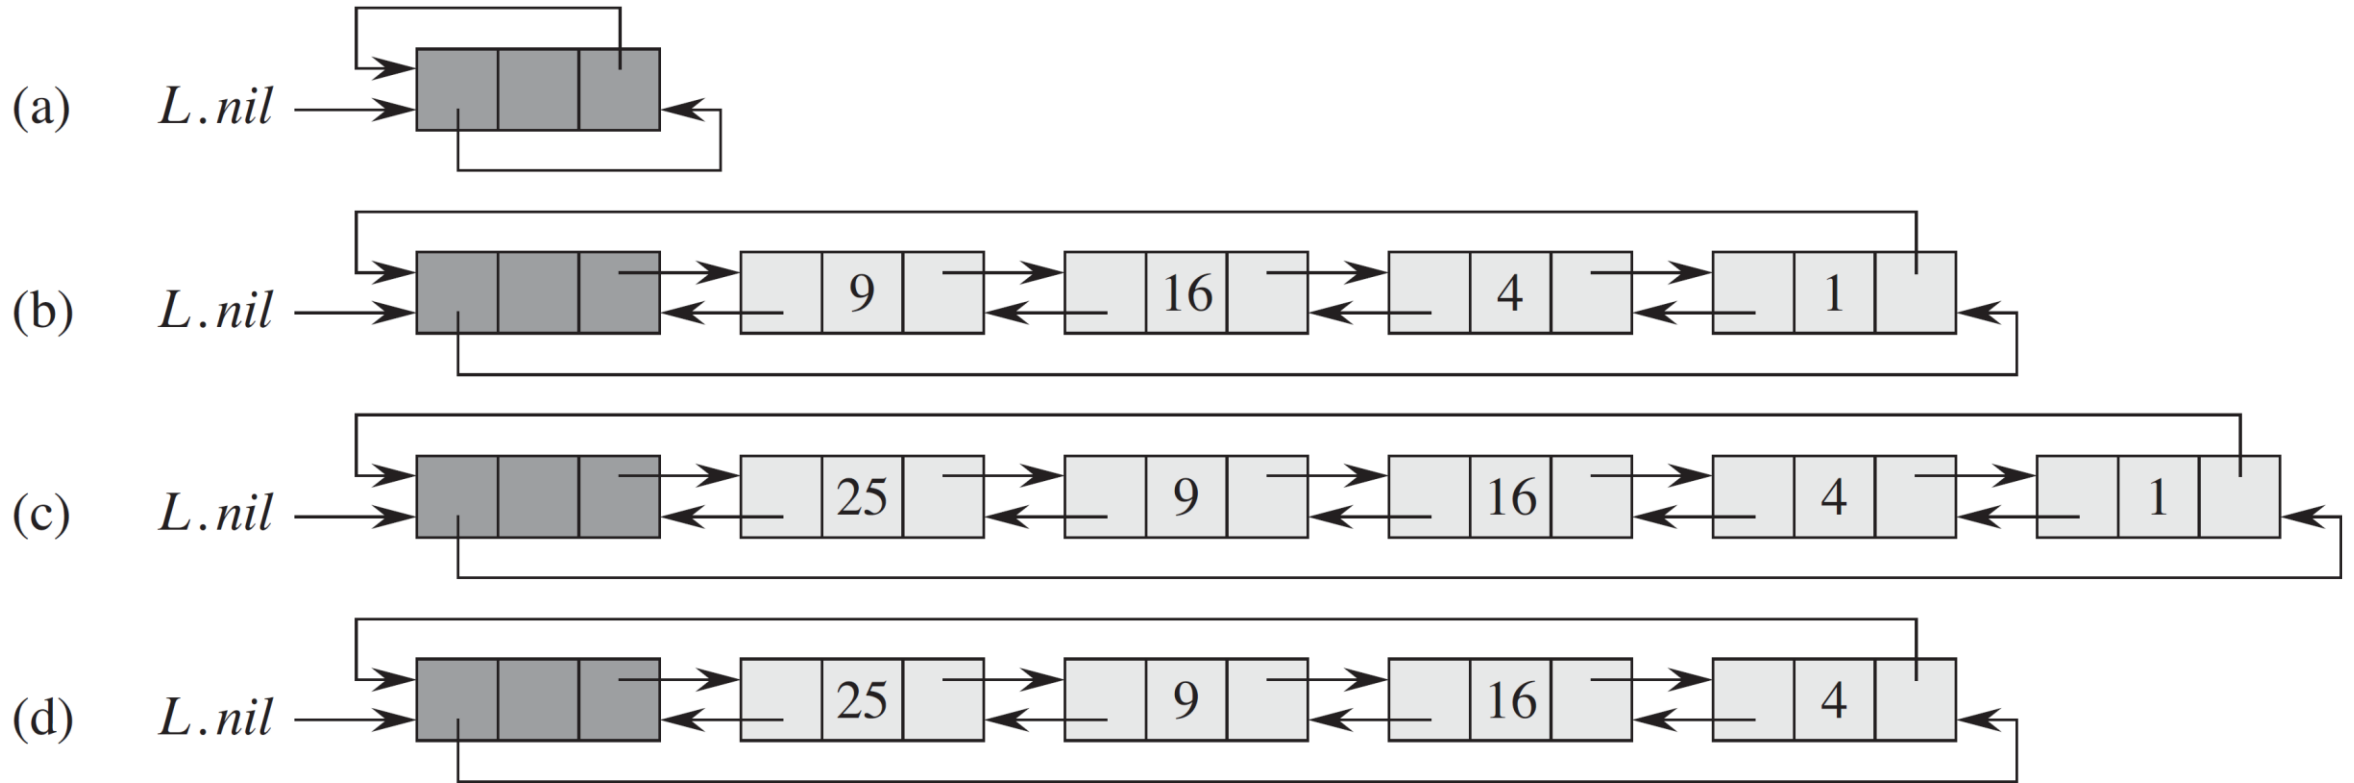 (a) L.nil
(b) L.nil 9 16 4 1
(c) L.nil 25 9 16 4 1
(d) L.nil 25 9 16 4